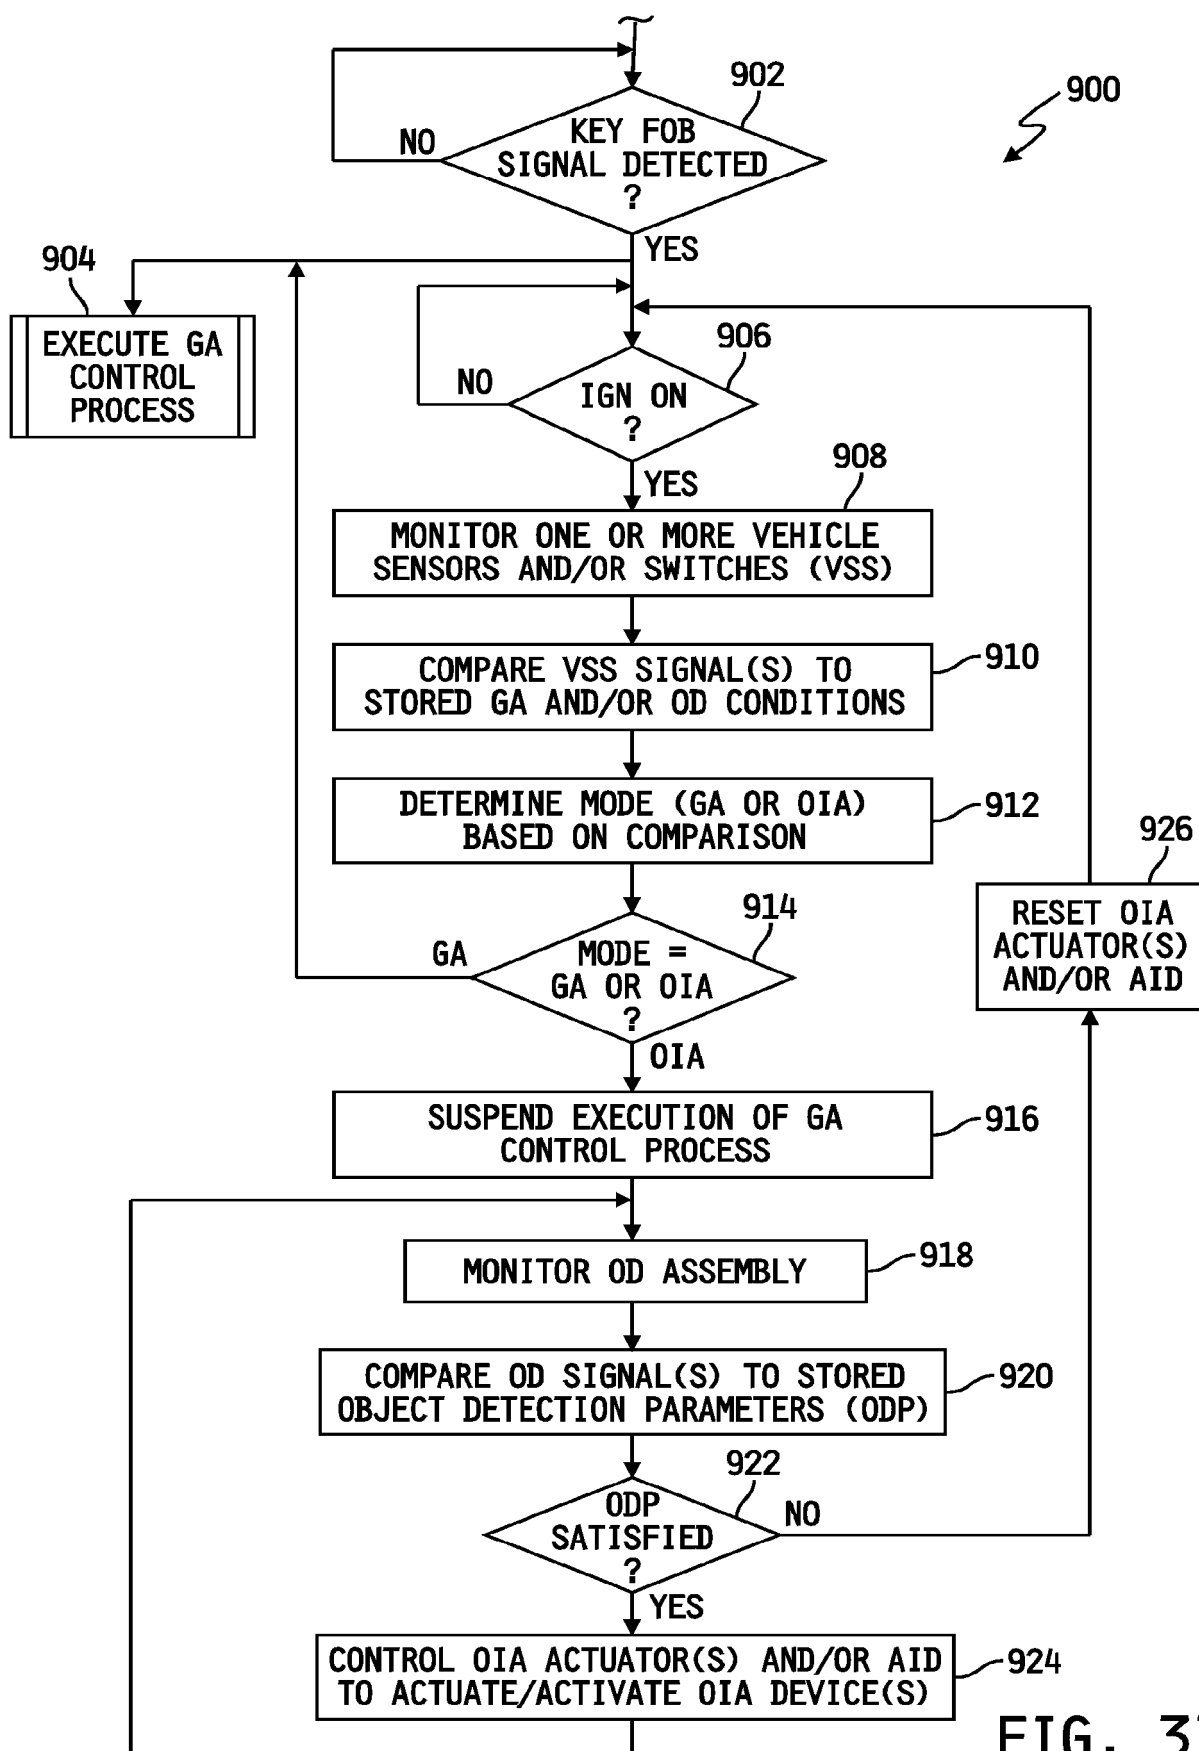 902
900
KEY FOB
SIGNAL DETECTED
?
NO
YES
904
EXECUTE GA
CONTROL
PROCESS
906
IGN ON
?
NO
YES
908
MONITOR ONE OR MORE VEHICLE
SENSORS AND/OR SWITCHES (VSS)
COMPARE VSS SIGNAL(S) TO
STORED GA AND/OR OD CONDITIONS
910
DETERMINE MODE (GA OR OIA)
BASED ON COMPARISON
912
926
RESET OIA
ACTUATOR(S)
AND/OR AID
914
GA
MODE =
GA OR OIA
?
OIA
SUSPEND EXECUTION OF GA
CONTROL PROCESS
916
MONITOR OD ASSEMBLY
918
COMPARE OD SIGNAL(S) TO STORED
OBJECT DETECTION PARAMETERS (ODP)
920
922
ODP
SATISFIED
?
NO
YES
CONTROL OIA ACTUATOR(S) AND/OR AID
TO ACTUATE/ACTIVATE OIA DEVICE(S)
924
FIG.